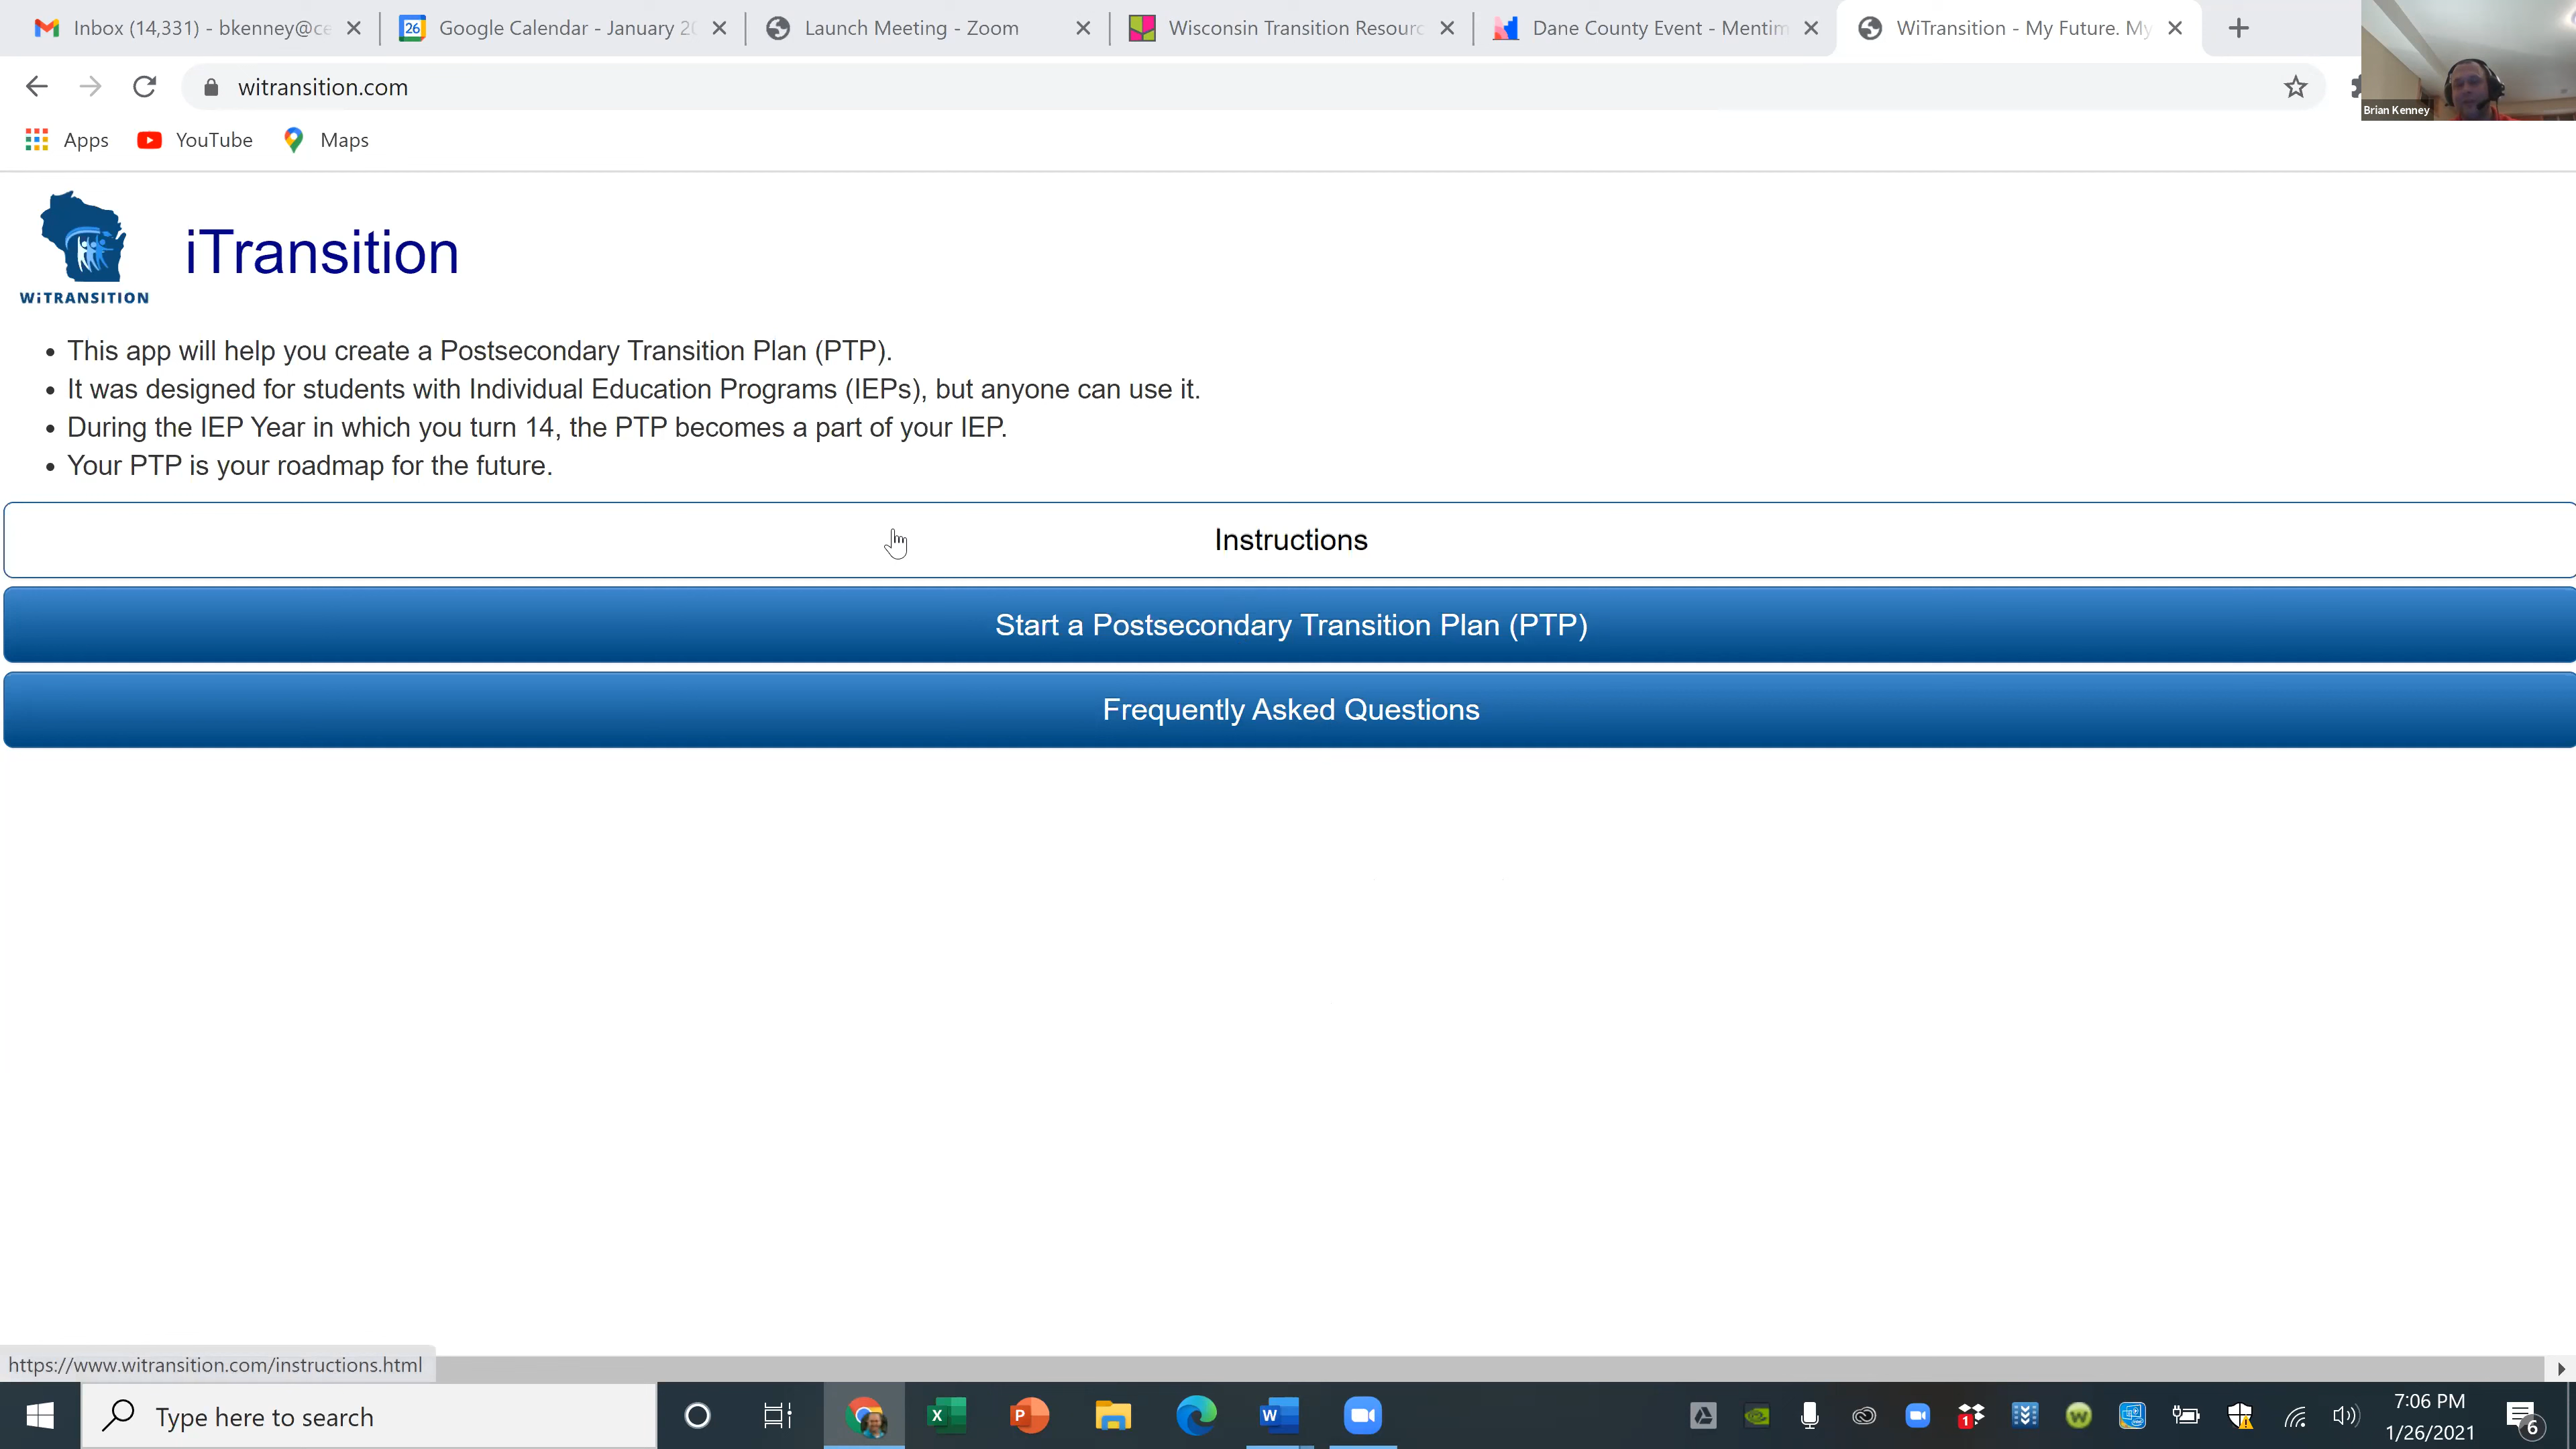 Inbox (14,331) - bkenney@ce
Google Calendar - January 20
Launch Meeting - Zoom
Wisconsin Transition Resourc
Dane County Event - Mentim
WiTransition - My Future. My
witransition.com
Brian Kenney
Apps
YouTube
Maps
WiTRANSITION
iTransition
• This app will help you create a Postsecondary Transition Plan (PTP).
• It was designed for students with Individual Education Programs (IEPs), but anyone can use it.
• During the IEP Year in which you turn 14, the PTP becomes a part of your IEP.
• Your PTP is your roadmap for the future.
Instructions
Start a Postsecondary Transition Plan (PTP)
Frequently Asked Questions
https://www.witransition.com/instructions.html
Type here to search
7:06 PM
1/26/2021
6